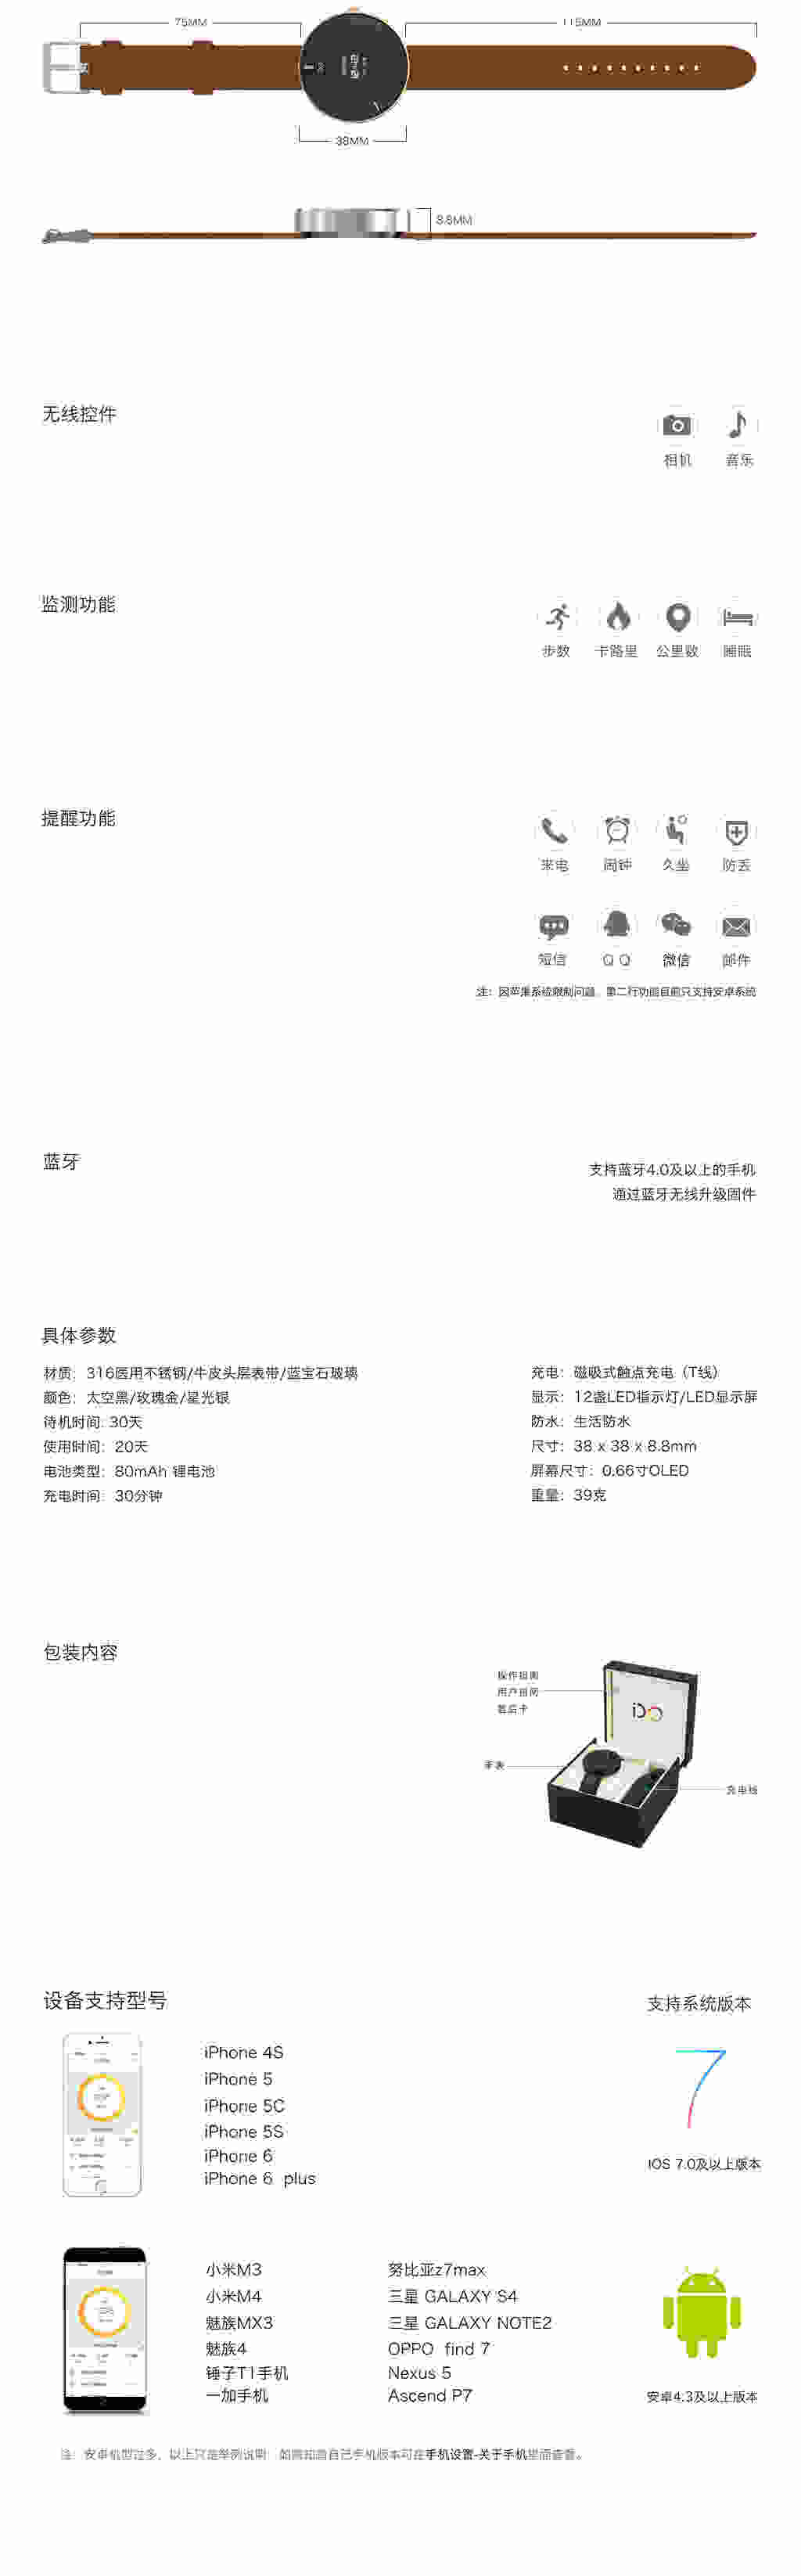 75MM
115MM
38MM
8.8MM
无线控件
相机 音乐
监测功能
步数 卡路里 公里数 睡眠
提醒功能
来电 闹钟 久坐 防丢
短信 QQ 微信 邮件
注：因苹果系统限制问题，第二行功能目前只支持安卓系统
蓝牙
支持蓝牙4.0及以上的手机
通过蓝牙无线升级固件
具体参数
材质：316医用不锈钢/牛皮头层表带/蓝宝石玻璃
颜色：太空黑/玫瑰金/星光银
待机时间：30天
使用时间：20天
电池类型：80mAh 锂电池
充电时间：30分钟
充电：磁吸式触点充电（T线）
显示：12盏LED指示灯/LED显示屏
防水：生活防水
尺寸：38 x 38 x 8.8mm
屏幕尺寸：0.66寸OLED
重量：39克
包装内容
操作指南
用户指南
售后卡
手表
充电线
iDO
设备支持型号
iPhone 4S
iPhone 5
iPhone 5C
iPhone 5S
iPhone 6
iPhone 6 plus
支持系统版本
7
IOS 7.0及以上版本
小米M3
小米M4
魅族MX3
魅族4
锤子T1手机
一加手机
努比亚z7max
三星 GALAXY S4
三星 GALAXY NOTE2
OPPO find 7
Nexus 5
Ascend P7
安卓4.3及以上版本
注：安卓机型过多，以上只是举例说明，如需知道自己手机版本可在手机设置-关于手机里面查看。